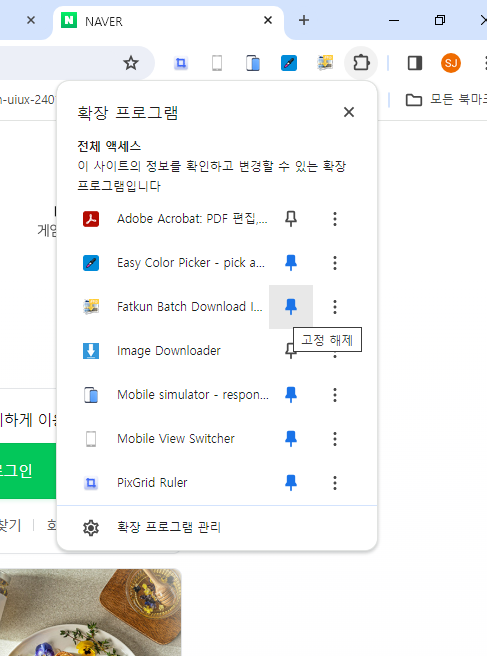 NAVER
SJ
n-uiux-240
모든 북마크
확장 프로그램
전체 액세스
이 사이트의 정보를 확인하고 변경할 수 있는 확장
프로그램입니다
Adobe Acrobat: PDF 편집,...
Easy Color Picker - pick a...
Fatkun Batch Download I...
고정 해제
Image Downloader
Mobile simulator - respon...
Mobile View Switcher
PixGrid Ruler
확장 프로그램 관리
게임
하게 이용
로그인
찾기